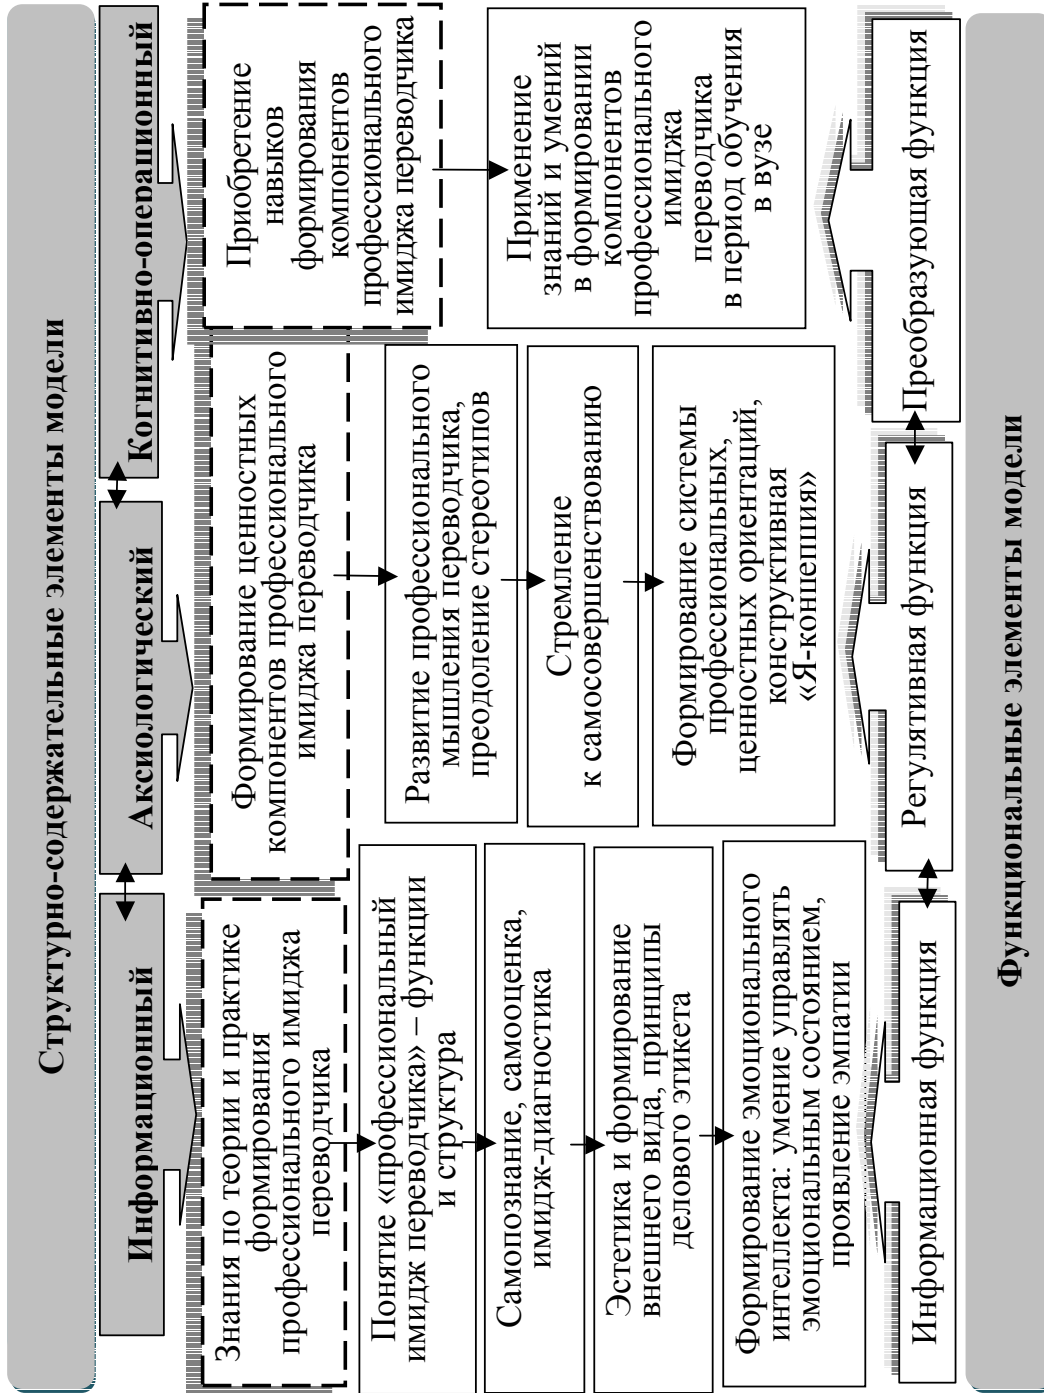 Структурно-содержательные элементы модели
Информационный
Аксиологический
Когнитивно-операционный
Знания по теории и практике
формирования
профессионального имиджа
переводчика
Понятие «профессиональный
имидж переводчика» – функции
и структура
Самопознание, самооценка,
имидж-диагностика
Эстетика и формирование
внешнего вида, принципы
делового этикета
Формирование эмоционального
интеллекта: умение управлять
эмоциональным состоянием,
проявление эмпатии
Формирование ценностных
компонентов профессионального
имиджа переводчика
Развитие профессионального
мышления переводчика,
преодоление стереотипов
Стремление
к самосовершенствованию
Формирование системы
профессиональных,
ценностных ориентаций,
конструктивная
«Я-концепция»
Приобретение
навыков
формирования
компонентов
профессионального
имиджа переводчика
Применение
знаний и умений
в формировании
компонентов
профессионального
имиджа
переводчика
в период обучения
в вузе
Информационная функция
Регулятивная функция
Преобразующая функция
Функциональные элементы модели